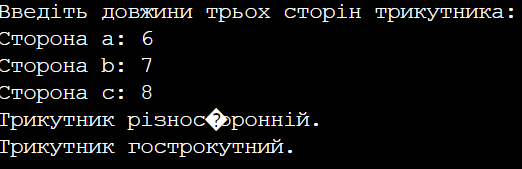 Введіть довжини трьох сторін трикутника:
Сторона a: 6
Сторона b: 7
Сторона c: 8
Трикутник різнос�оронній.
Трикутник гострокутний.